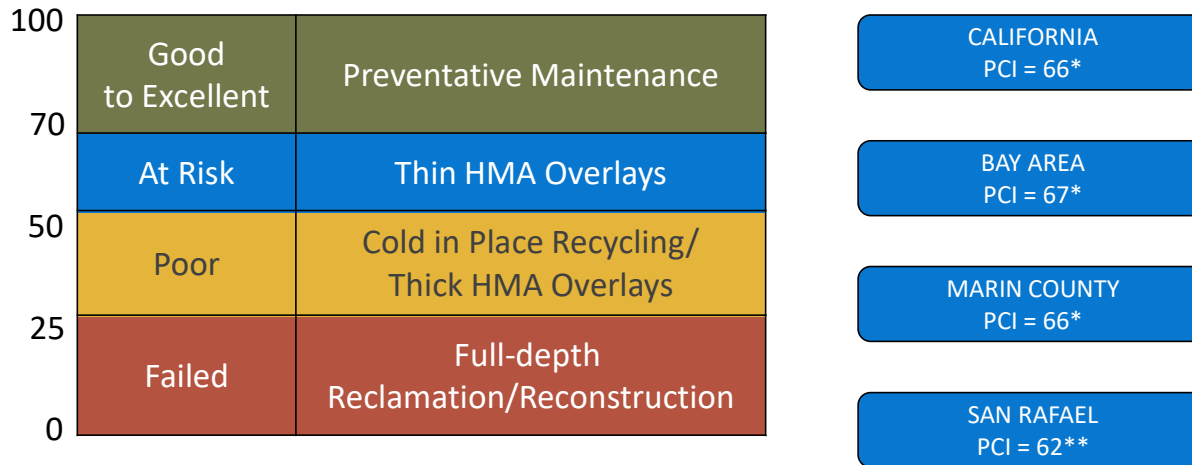 100
Good
to Excellent
Preventative Maintenance
70
At Risk
Thin HMA Overlays
50
Poor
Cold in Place Recycling/
Thick HMA Overlays
25
Failed
Full-depth
Reclamation/Reconstruction
0
CALIFORNIA
PCI = 66*
BAY AREA
PCI = 67*
MARIN COUNTY
PCI = 66*
SAN RAFAEL
PCI = 62**